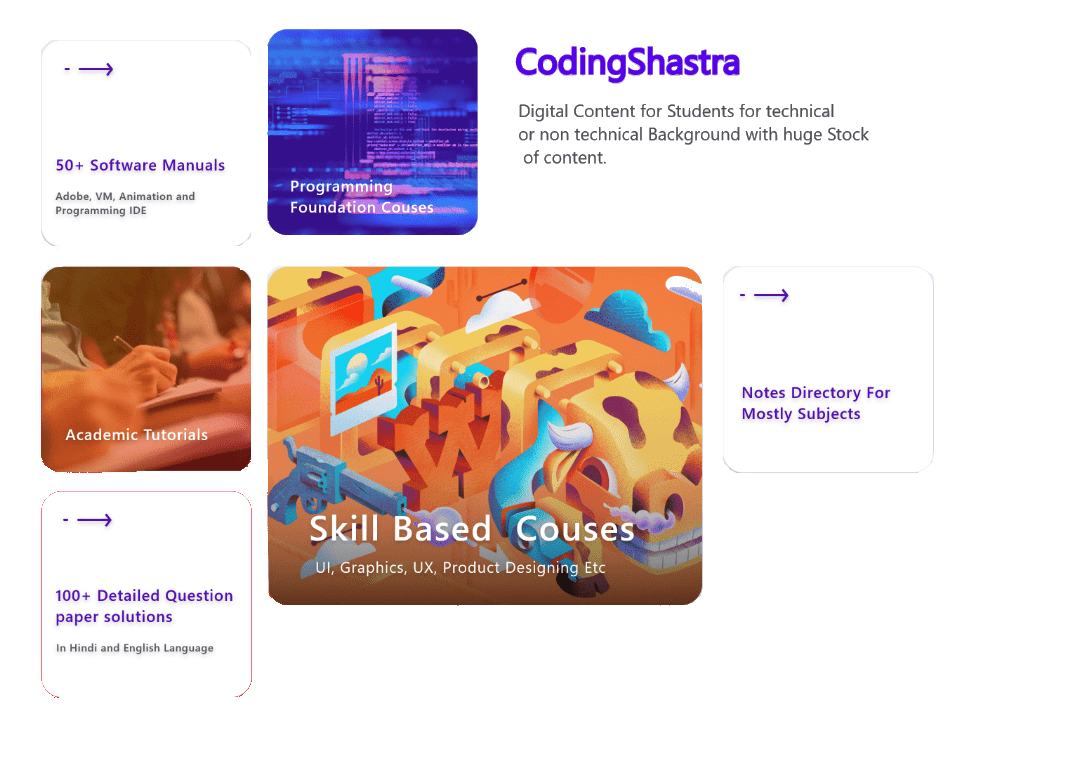 CodingShastra
Digital Content for Students for technical
or non technical Background with huge Stock
of content.
50+ Software Manuals
Adobe, VM, Animation and
Programming IDE
Programming
Foundation Couses
Academic Tutorials
Skill Based Couses
UI, Graphics, UX, Product Designing Etc
Notes Directory For
Mostly Subjects
100+ Detailed Question
paper solutions
In Hindi and English Language